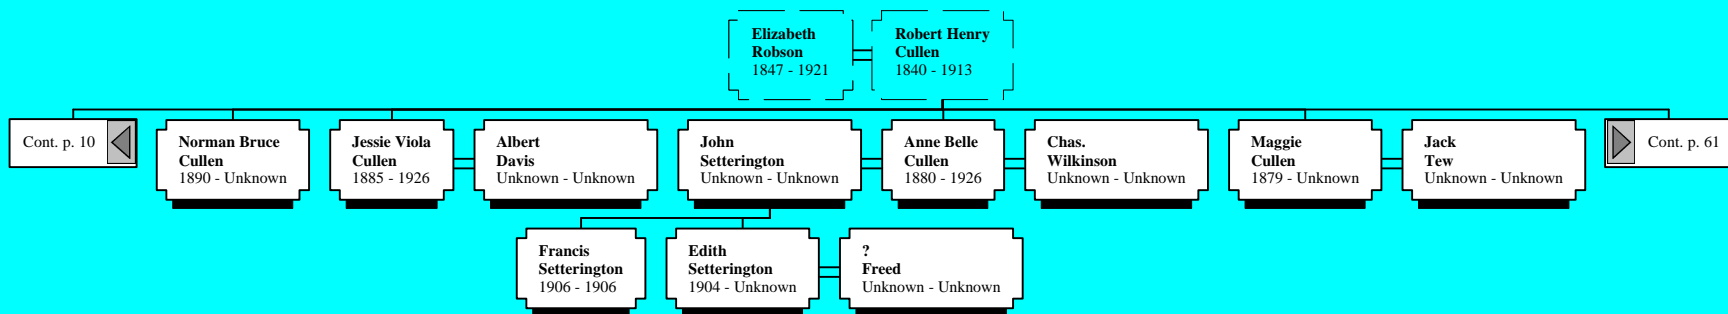 Elizabeth
Robson
1847 - 1921
Robert Henry
Cullen
1840 - 1913
Cont. p. 10
Norman Bruce
Cullen
1890 - Unknown
Jessie Viola
Cullen
1885 - 1926
Albert
Davis
Unknown - Unknown
John
Setterington
Unknown - Unknown
Anne Belle
Cullen
1880 - 1926
Chas.
Wilkinson
Unknown - Unknown
Maggie
Cullen
1879 - Unknown
Jack
Tew
Unknown - Unknown
Cont. p. 61
Francis
Setterington
1906 - 1906
Edith
Setterington
1904 - Unknown
?
Freed
Unknown - Unknown